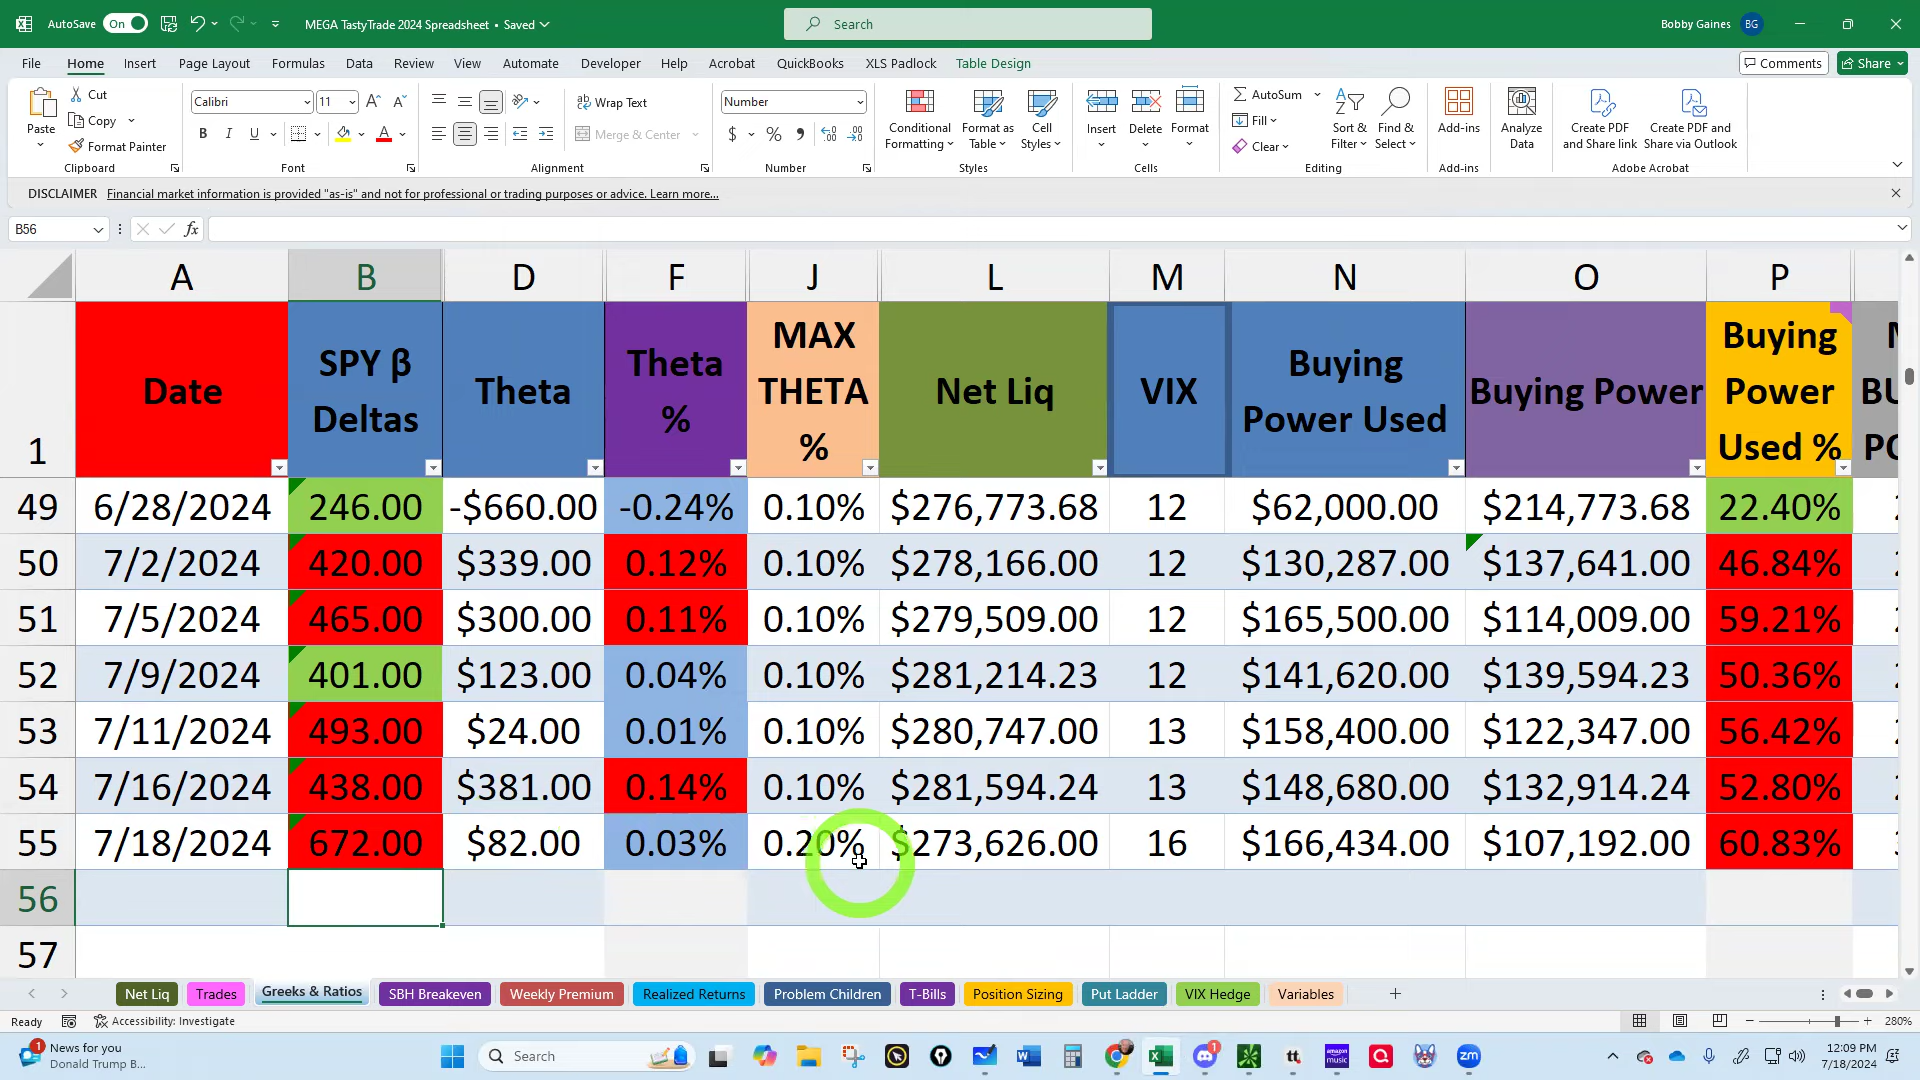 AutoSave On MEGA TastyTrade 2024 Spreadsheet • Saved Search Bobby Gaines BG
File Home Insert Page Layout Formulas Data Review View Automate Developer Help Acrobat QuickBooks XLS Padlock Table Design Comments Share
Paste Cut Copy Format Painter
Clipboard
Calibri 11
B I U
Font
ab Wrap Text
Merge & Center
Alignment
Number
$ % ,
Number
Conditional Formatting Format as Table Cell Styles
Styles
Insert Delete Format
Cells
AutoSum Fill Clear Sort & Filter Find & Select
Editing
Add-ins
Add-ins
Analyze Data
Create PDF and Share link Create PDF and Share via Outlook
Adobe Acrobat
DISCLAIMER Financial market information is provided "as-is" and not for professional or trading purposes or advice. Learn more...
B56 fx
A B D F J L M N O P
1 Date SPY β Deltas Theta Theta % MAX THETA % Net Liq VIX Buying Power Used Buying Power Buying Power Used %
49 6/28/2024 246.00 -$660.00 -0.24% 0.10% $276,773.68 12 $62,000.00 $214,773.68 22.40%
50 7/2/2024 420.00 $339.00 0.12% 0.10% $278,166.00 12 $130,287.00 $137,641.00 46.84%
51 7/5/2024 465.00 $300.00 0.11% 0.10% $279,509.00 12 $165,500.00 $114,009.00 59.21%
52 7/9/2024 401.00 $123.00 0.04% 0.10% $281,214.23 12 $141,620.00 $139,594.23 50.36%
53 7/11/2024 493.00 $24.00 0.01% 0.10% $280,747.00 13 $158,400.00 $122,347.00 56.42%
54 7/16/2024 438.00 $381.00 0.14% 0.10% $281,594.24 13 $148,680.00 $132,914.24 52.80%
55 7/18/2024 672.00 $82.00 0.03% 0.20% $273,626.00 16 $166,434.00 $107,192.00 60.83%
56
57
Net Liq Trades Greeks & Ratios SBH Breakeven Weekly Premium Realized Returns Problem Children T-Bills Position Sizing Put Ladder VIX Hedge Variables
Ready Accessibility: Investigate 280%
1 News for you
Donald Trump B...
Search
1
tt
amazon music
zm
12:09 PM
7/18/2024